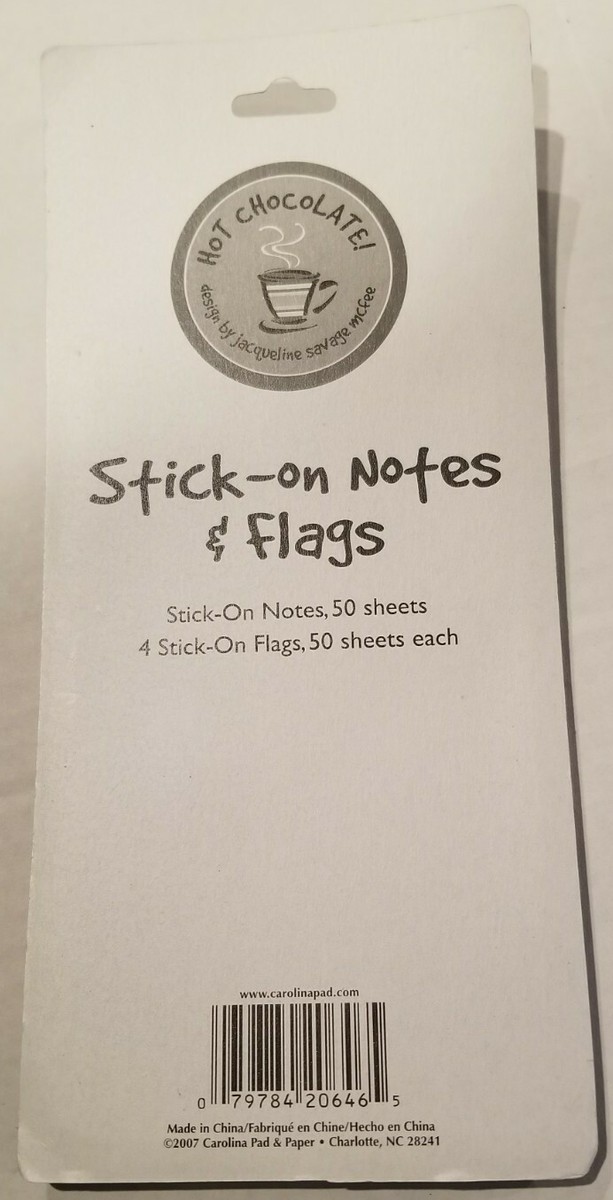 HOT CHOCOLATE!
design by jacqueline savage mcfee
Stick-on Notes
& Flags
Stick-On Notes, 50 sheets
4 Stick-On Flags, 50 sheets each
www.carolinapad.com
0 79784 20646 5
Made in China/Fabriqué en Chine/Hecho en China
©2007 Carolina Pad & Paper • Charlotte, NC 28241